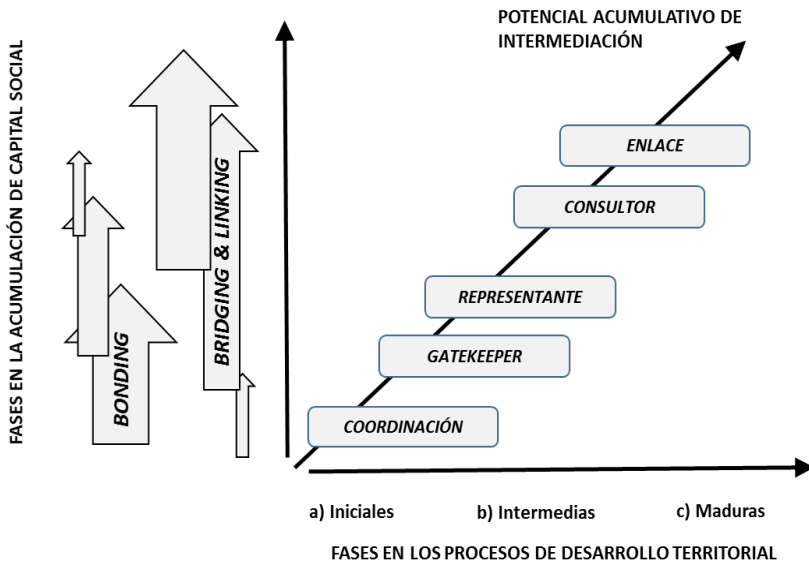 POTENCIAL ACUMULATIVO DE
INTERMEDIACIÓN
FASES EN LA ACUMULACIÓN DE CAPITAL SOCIAL
BONDING
BRIDGING & LINKING
ENLACE
CONSULTOR
REPRESENTANTE
GATEKEEPER
COORDINACIÓN
a) Iniciales
b) Intermedias
c) Maduras
FASES EN LOS PROCESOS DE DESARROLLO TERRITORIAL